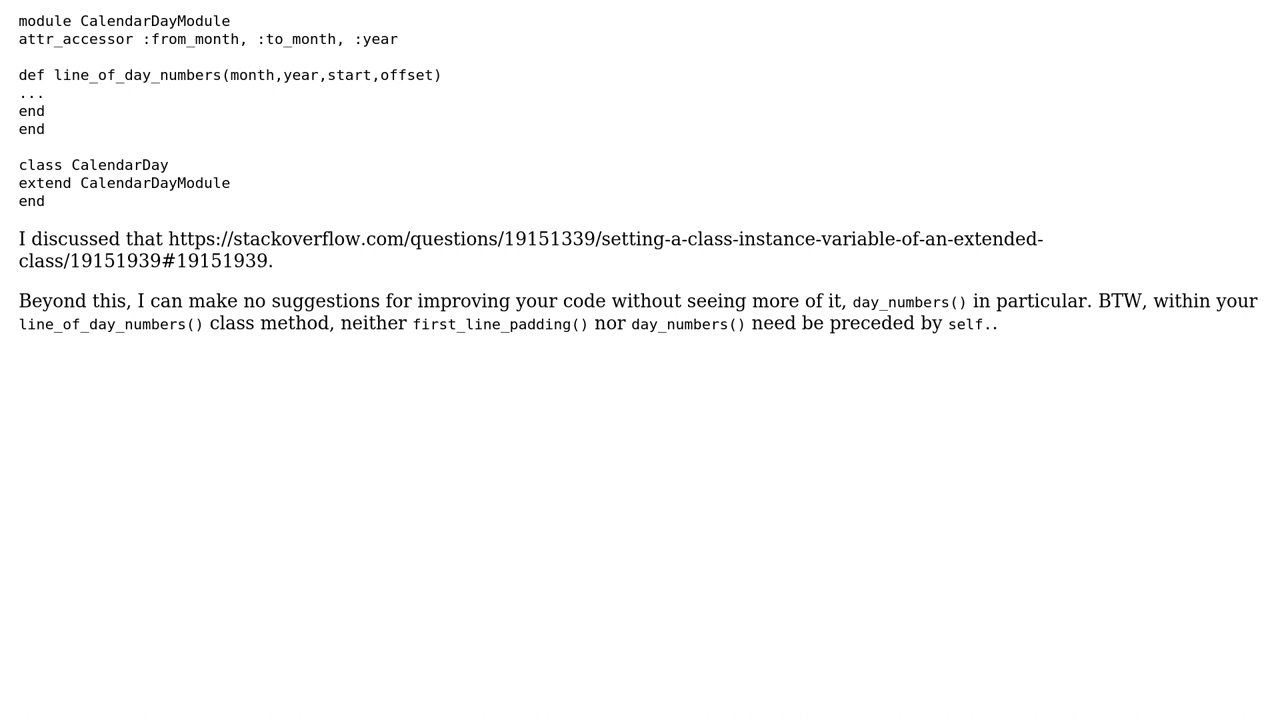 module CalendarDayModule
attr_accessor :from_month, :to_month, :year
def line_of_day_numbers(month,year,start,offset)
...
end
end
class CalendarDay
extend CalendarDayModule
end
I discussed that https://stackoverflow.com/questions/19151339/setting-a-class-instance-variable-of-an-extended-
class/19151939#19151939.
Beyond this, I can make no suggestions for improving your code without seeing more of it, day_numbers() in particular. BTW, within your
line_of_day_numbers() class method, neither first_line_padding() nor day_numbers() need be preceded by self..